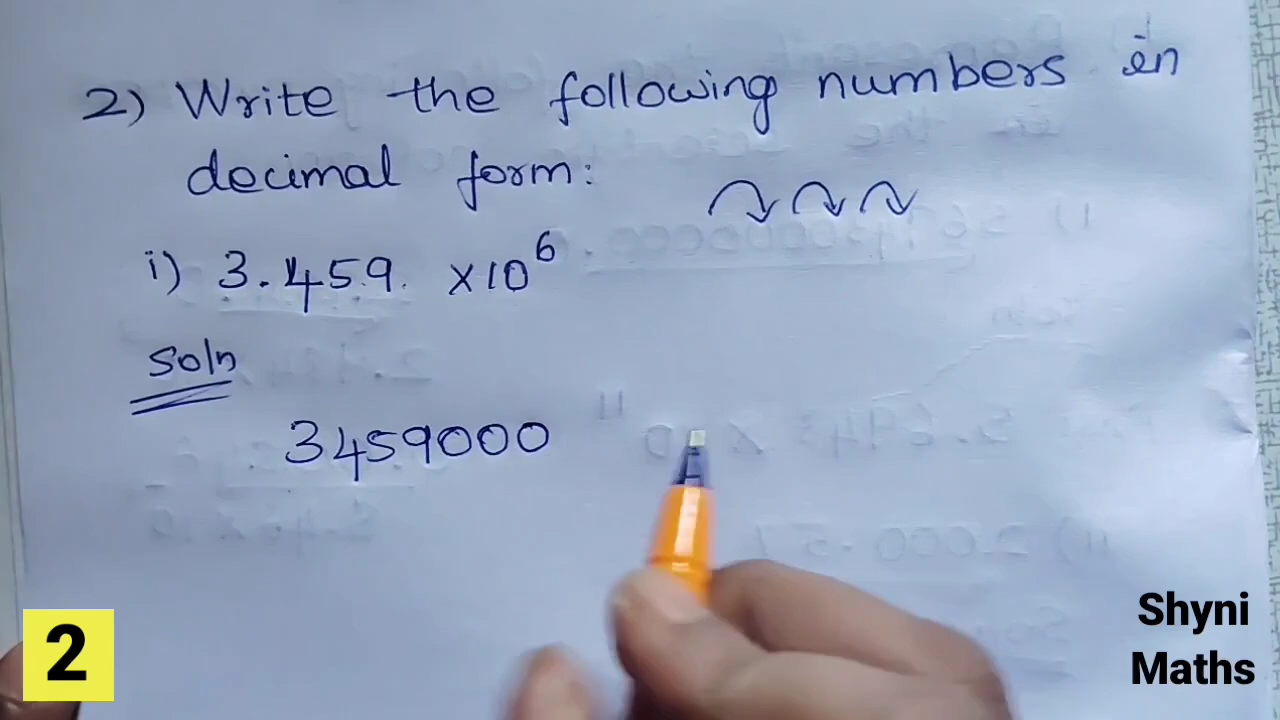 2) Write the following numbers in
decimal form:
i) 3.459. ×10⁶
Soln
3459000
2
Shyni
Maths